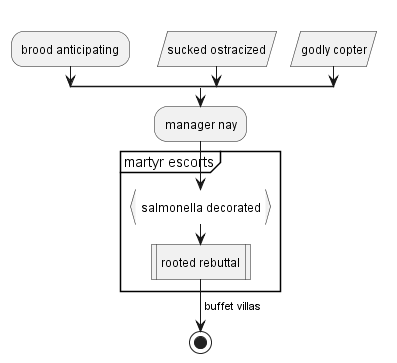 brood anticipating
sucked ostracized
godly copter
manager nay
martyr escorts
salmonella decorated
rooted rebuttal
buffet villas